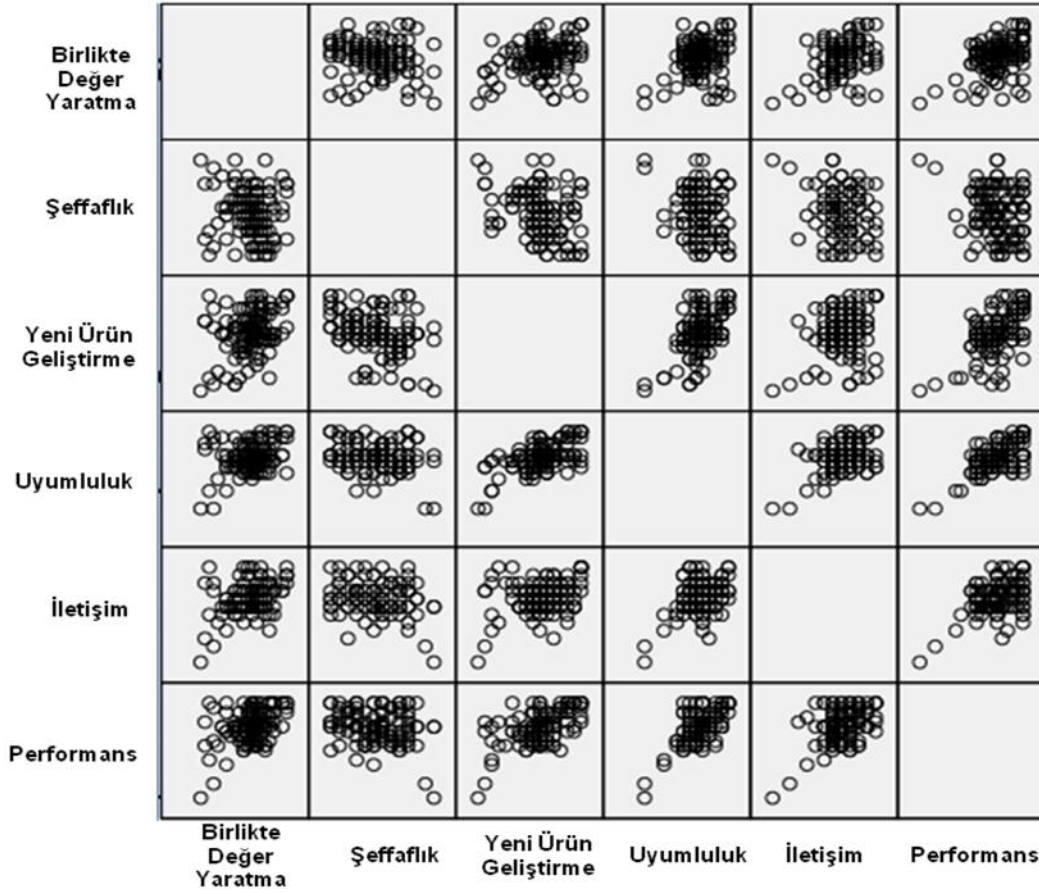 Birlikte
Değer
Yaratma
Şeffaflık
Yeni Ürün
Geliştirme
Uyumluluk
İletişim
Performans
Birlikte
Değer
Yaratma
Şeffaflık
Yeni Ürün
Geliştirme
Uyumluluk
İletişim
Performans